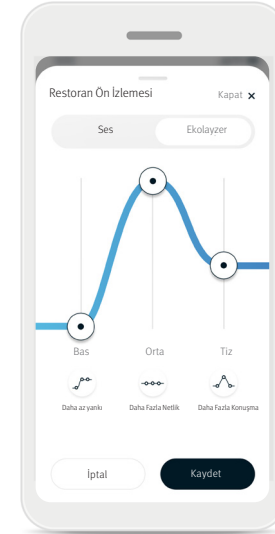 Restoran Ön İzlemesi Kapat ×
Ses Ekolayzer
Bas Orta Tiz
Daha az yankı Daha Fazla Netlik Daha Fazla Konuşma
İptal Kaydet